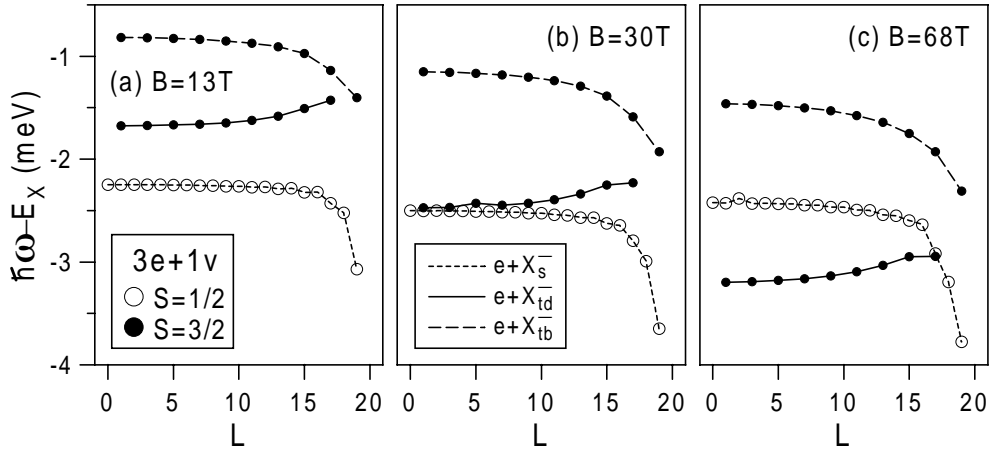 (a) B=13T
(b) B=30T
(c) B=68T
ħω−E_X (meV)
-1
-2
-3
-4
3e+1v
S=1/2
S=3/2
e+X_s^−
e+X_td^−
e+X_tb^−
0 5 10 15 20
0 5 10 15 20
0 5 10 15 20
L
L
L